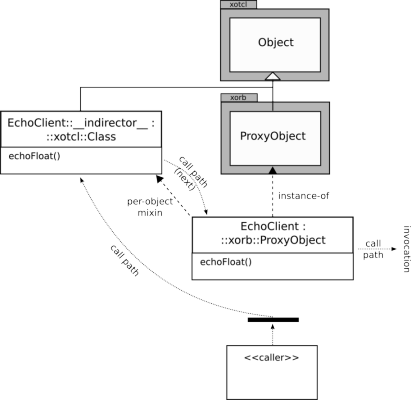 xotcl
Object
xorb
ProxyObject
EchoClient::__indirector__ :
::xotcl::Class
echoFloat()
call path
(next)
per-object
mixin
instance-of
EchoClient :
::xorb::ProxyObject
echoFloat()
call
path
invocation
call path
<<caller>>